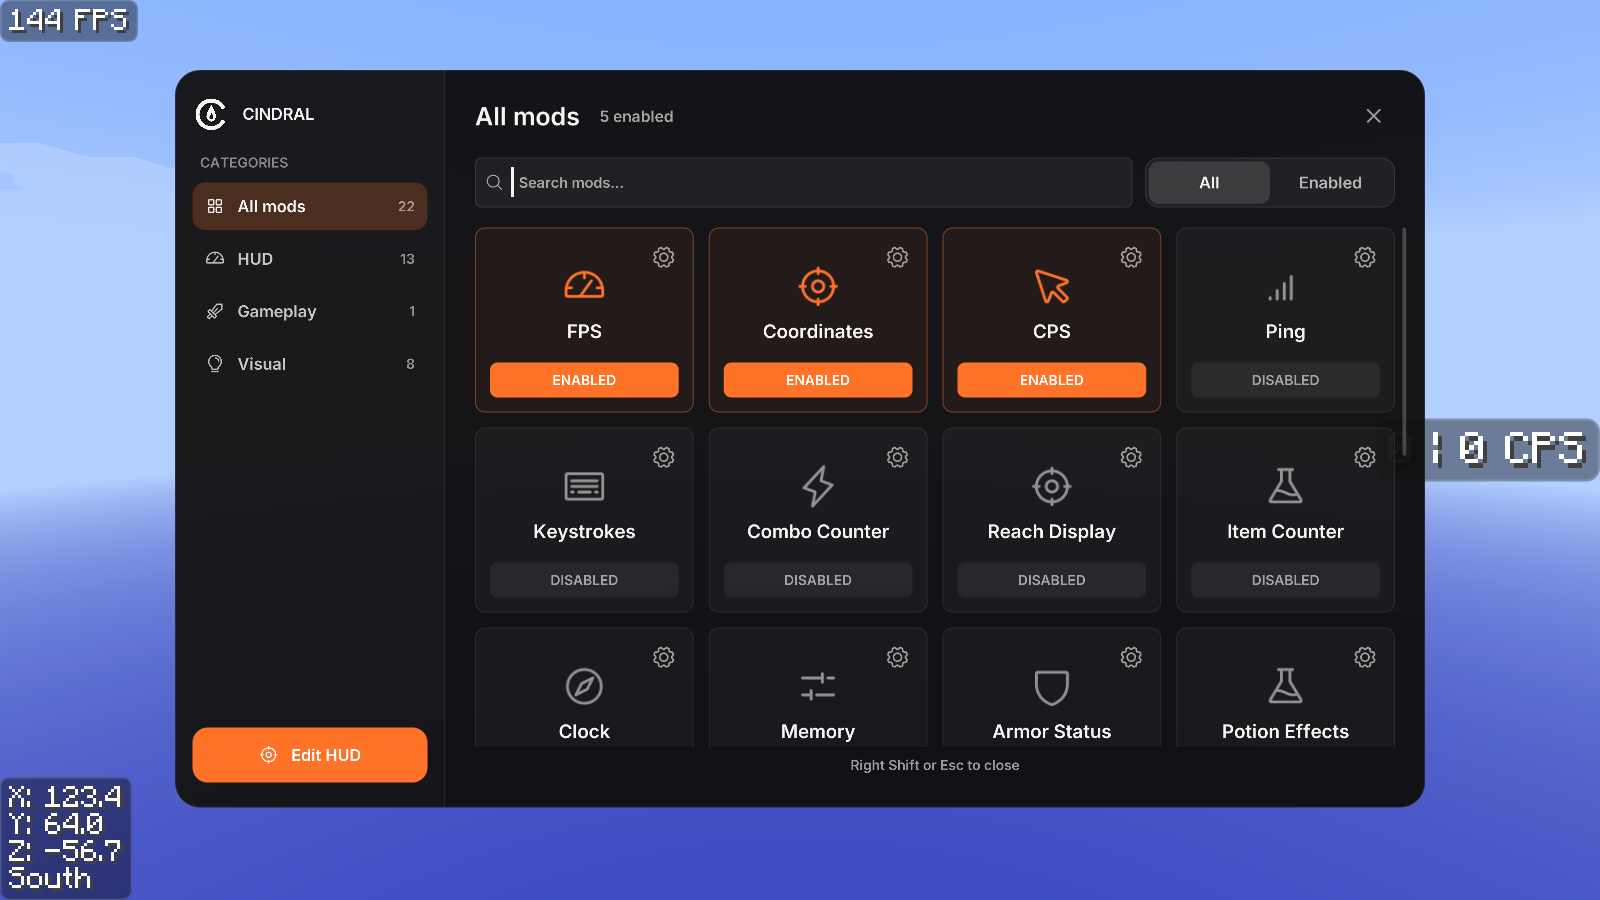 144 FPS
CINDRAL
CATEGORIES
All mods 22
HUD 13
Gameplay 1
Visual 8
Edit HUD
All mods 5 enabled
Search mods...
All Enabled
FPS Coordinates CPS Ping
ENABLED ENABLED ENABLED DISABLED
Keystrokes Combo Counter Reach Display Item Counter
DISABLED DISABLED DISABLED DISABLED
Clock Memory Armor Status Potion Effects
Right Shift or Esc to close
| 0 CPS
X: 123.4
Y: 64.0
Z: -56.7
South